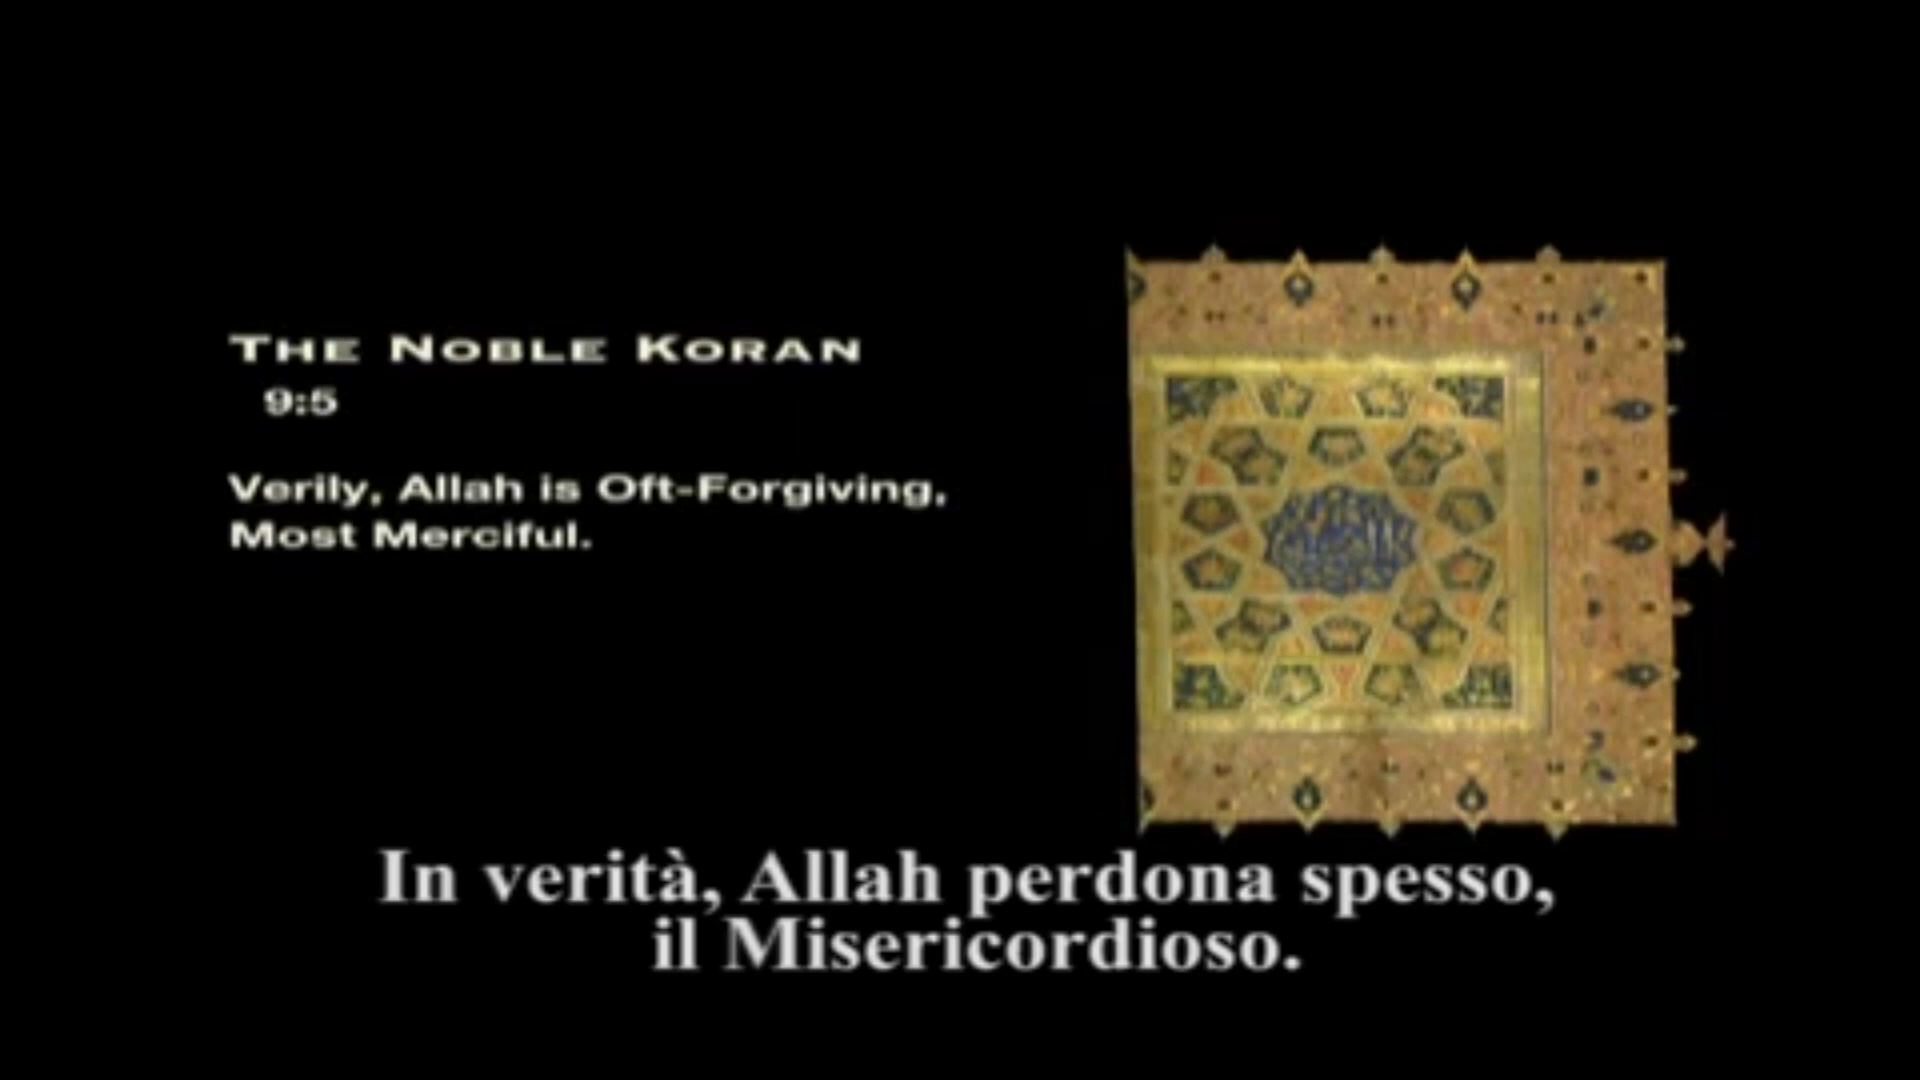 THE NOBLE KORAN
9:5
Verily, Allah is Oft-Forgiving,
Most Merciful.
In verità, Allah perdona spesso,
il Misericordioso.